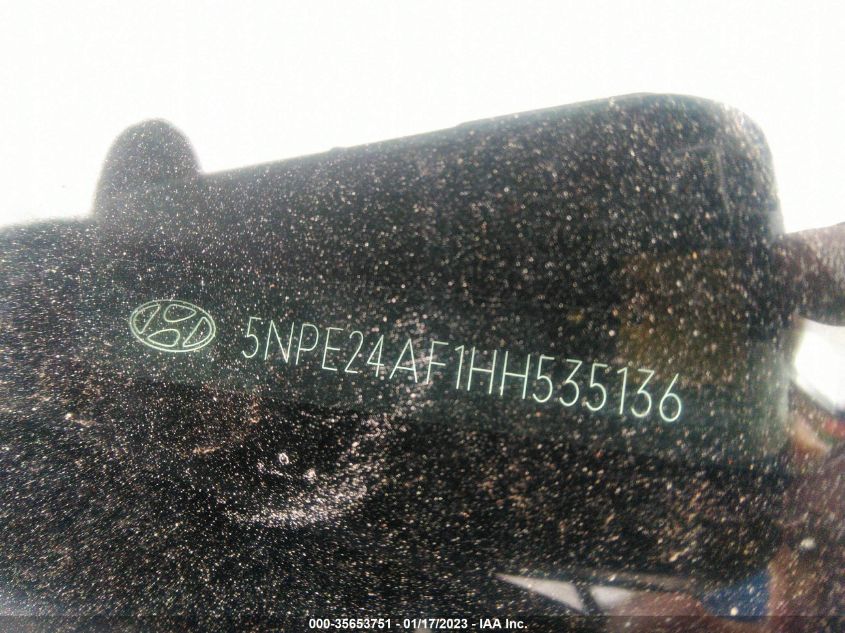 5NPE24AF1HH535136
000-35653751 - 01/17/2023 - IAA Inc.